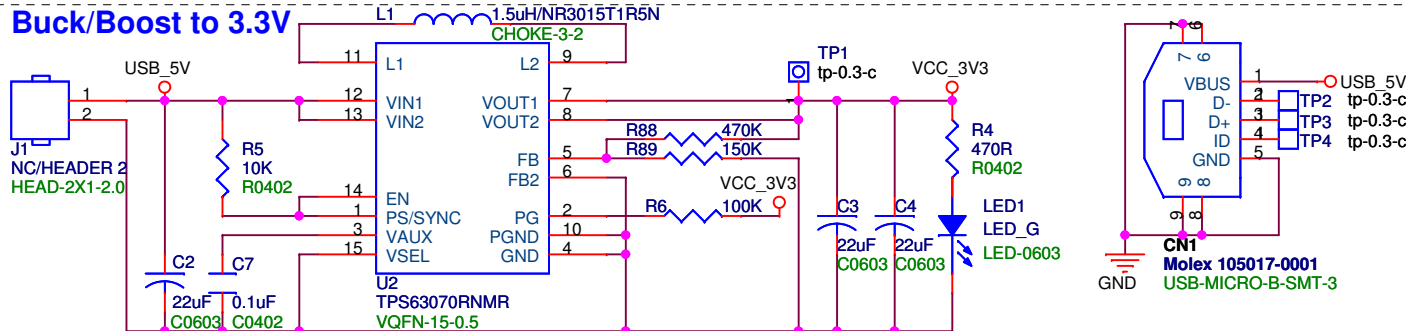 Buck/Boost to 3.3V
L1
1.5uH/NR3015T1R5N
CHOKE-3-2
USB_5V
1
2
J1
NC/HEADER 2
HEAD-2X1-2.0
R5
10K
R0402
C2
22uF
C0603
C7
0.1uF
C0402
11 L1
12 VIN1
13 VIN2
14 EN
1 PS/SYNC
3 VAUX
15 VSEL
L2 9
VOUT1 7
VOUT2 8
FB 5
FB2 6
PG 2
PGND 10
GND 4
U2
TPS63070RNMR
VQFN-15-0.5
R88 470K
R89 150K
VCC_3V3
R6 100K
TP1
tp-0.3-c
1
VCC_3V3
C3
22uF
C0603
C4
22uF
C0603
R4
470R
R0402
LED1
LED_G
LED-0603
7 6
7 6
VBUS 1
D- 2
D+ 3
ID 4
GND 5
9 8
9 8
USB_5V
TP2 tp-0.3-c
TP3 tp-0.3-c
TP4 tp-0.3-c
GND
CN1
Molex 105017-0001
USB-MICRO-B-SMT-3